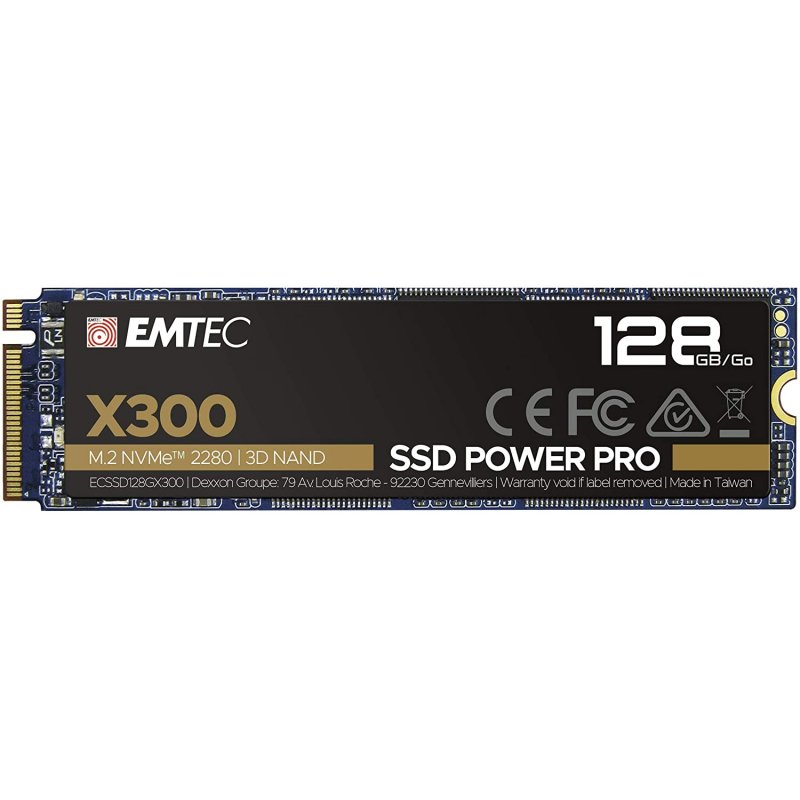 EMTEC
EMTEC
128
GB/Go
X300
CE FC
M.2 NVMe™ 2280 | 3D NAND
SSD POWER PRO
ECSSD128GX300 | Dexxon Groupe: 79 Av. Louis Roche - 92230 Gennevilliers | Warranty void if label removed | Made in Taiwan